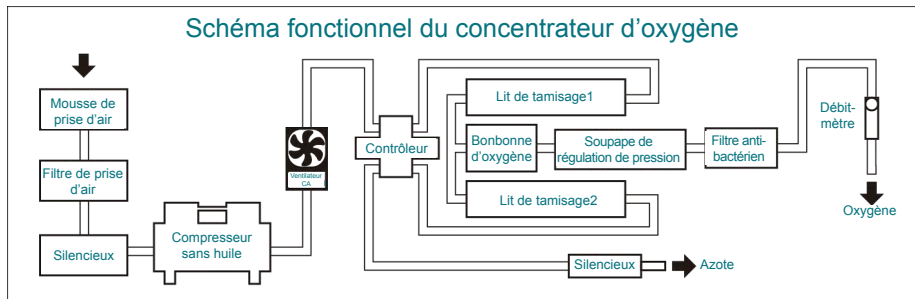 Schéma fonctionnel du concentrateur d'oxygène
Mousse de
prise d'air
Filtre de prise
d'air
Silencieux
Compresseur
sans huile
Ventilateur
CA
Contrôleur
Lit de tamisage1
Bonbonne
d'oxygène
Lit de tamisage2
Soupape de
régulation de pression
Filtre anti-
bactérien
Débit-
mètre
Oxygène
Silencieux
Azote